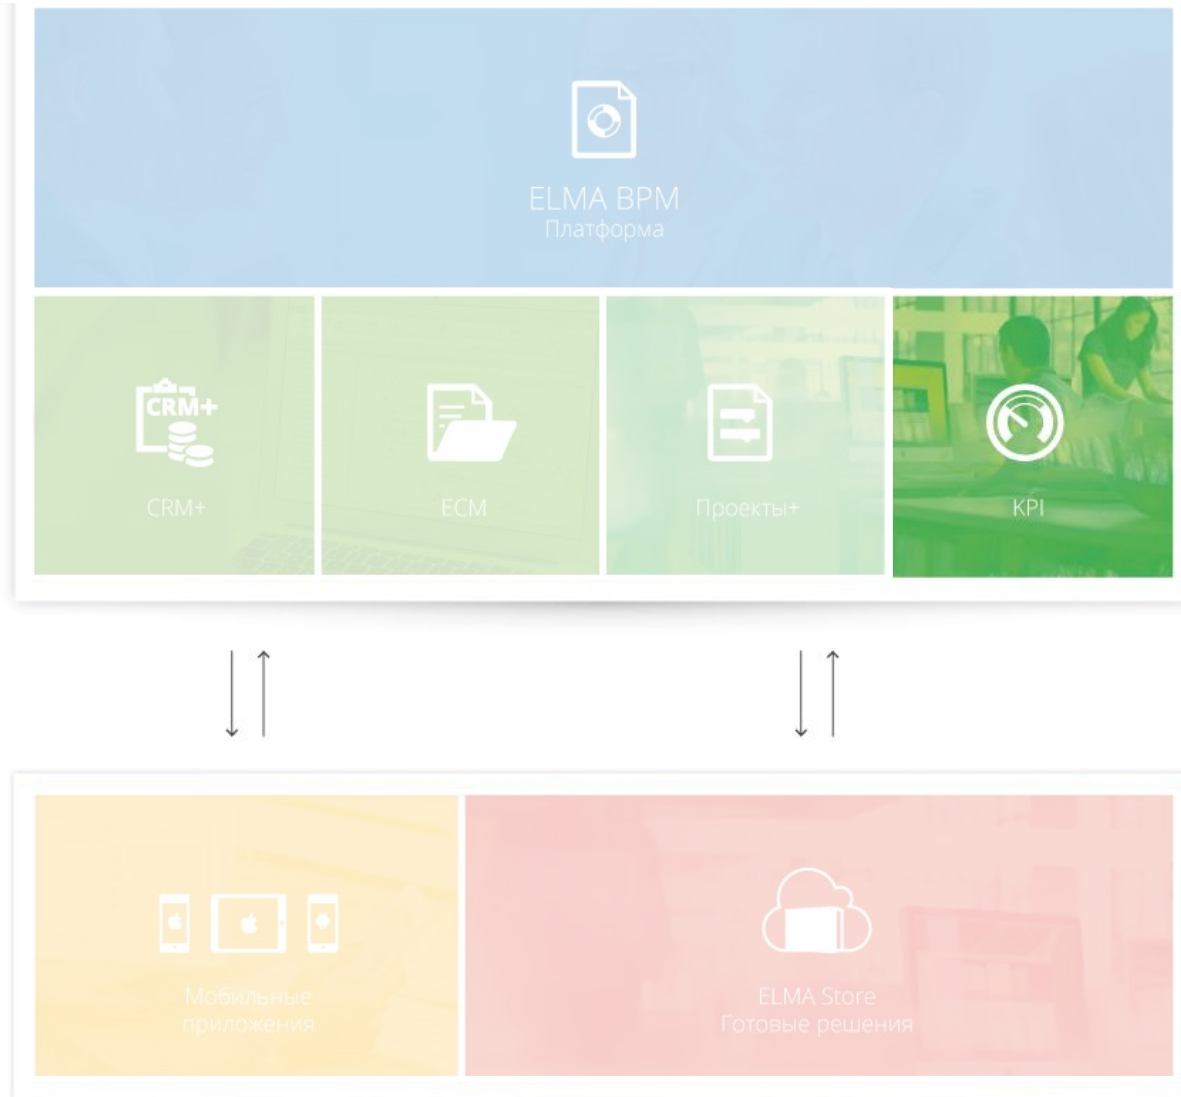 ELMA BPM
Платформа
CRM+
CRM+
ECM
Проекты+
KPI
Мобильные
приложения
ELMA Store
Готовые решения